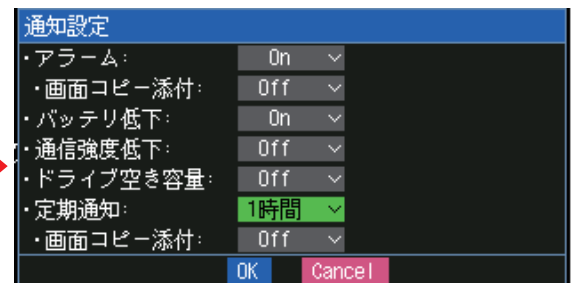 通知設定
・アラーム: On
・画面コピー添付: Off
・バッテリ低下: On
・通信強度低下: Off
・ドライブ空き容量: Off
・定期通知: 1時間
・画面コピー添付: Off
OK Cancel